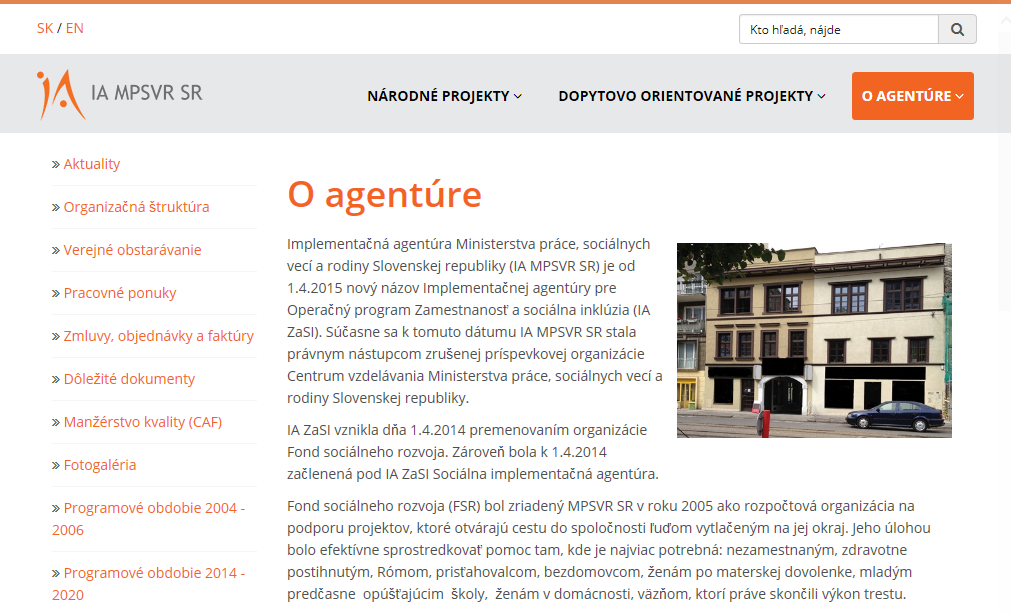 SK / EN
Kto hľadá, nájde
IA MPSVR SR
NÁRODNÉ PROJEKTY
DOPYTOVO ORIENTOVANÉ PROJEKTY
O AGENTÚRE
» Aktuality
» Organizačná štruktúra
» Verejné obstarávanie
» Pracovné ponuky
» Zmluvy, objednávky a faktúry
» Dôležité dokumenty
» Manžérstvo kvality (CAF)
» Fotogaléria
» Programové obdobie 2004 -
2006
» Programové obdobie 2014 -
2020
O agentúre
Implementačná agentúra Ministerstva práce, sociálnych
vecí a rodiny Slovenskej republiky (IA MPSVR SR) je od
1.4.2015 nový názov Implementačnej agentúry pre
Operačný program Zamestnanosť a sociálna inklúzia (IA
ZaSI). Súčasne sa k tomuto dátumu IA MPSVR SR stala
právnym nástupcom zrušenej príspevkovej organizácie
Centrum vzdelávania Ministerstva práce, sociálnych vecí a
rodiny Slovenskej republiky.
IA ZaSI vznikla dňa 1.4.2014 premenovaním organizácie
Fond sociálneho rozvoja. Zároveň bola k 1.4.2014
začlenená pod IA ZaSI Sociálna implementačná agentúra.
Fond sociálneho rozvoja (FSR) bol zriadený MPSVR SR v roku 2005 ako rozpočtová organizácia na
podporu projektov, ktoré otvárajú cestu do spoločnosti ľuďom vytlačeným na jej okraj. Jeho úlohou
bolo efektívne sprostredkovať pomoc tam, kde je najviac potrebná: nezamestnaným, zdravotne
postihnutým, Rómom, prisťahovalcom, bezdomovcom, ženám po materskej dovolenke, mladým
predčasne opúšťajúcim školy, ženám v domácnosti, väzňom, ktorí práve skončili výkon trestu.